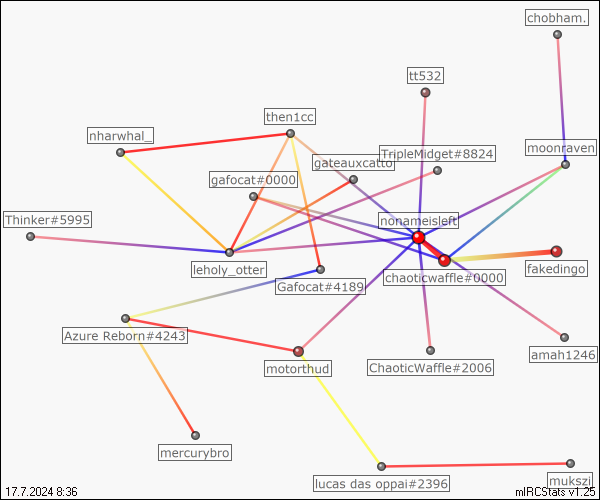 chobham.
tt532
then1cc
nharwhal_
moonraven
TripleMidget#8824
gateauxcatto
gafocat#0000
Thinker#5995
nonameisleft
leholy_otter
chaoticwaffle#0000
fakedingo
Gafocat#4189
Azure Reborn#4243
motorthud
ChaoticWaffle#2006
amah1246
mercurybro
lucas das oppai#2396
mukszi
17.7.2024 8:36
mIRCStats v1.25